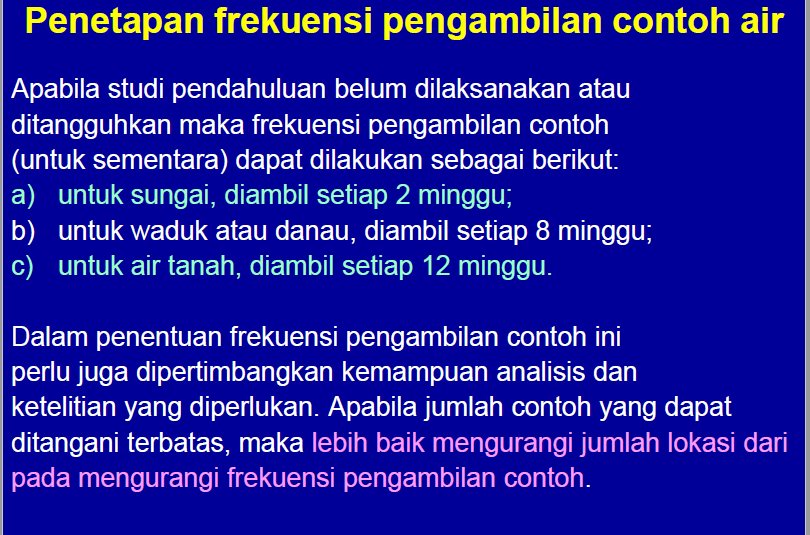 Penetapan frekuensi pengambilan contoh air
Apabila studi pendahuluan belum dilaksanakan atau
ditangguhkan maka frekuensi pengambilan contoh
(untuk sementara) dapat dilakukan sebagai berikut:
a) untuk sungai, diambil setiap 2 minggu;
b) untuk waduk atau danau, diambil setiap 8 minggu;
c) untuk air tanah, diambil setiap 12 minggu.
Dalam penentuan frekuensi pengambilan contoh ini
perlu juga dipertimbangkan kemampuan analisis dan
ketelitian yang diperlukan. Apabila jumlah contoh yang dapat
ditangani terbatas, maka lebih baik mengurangi jumlah lokasi dari
pada mengurangi frekuensi pengambilan contoh.